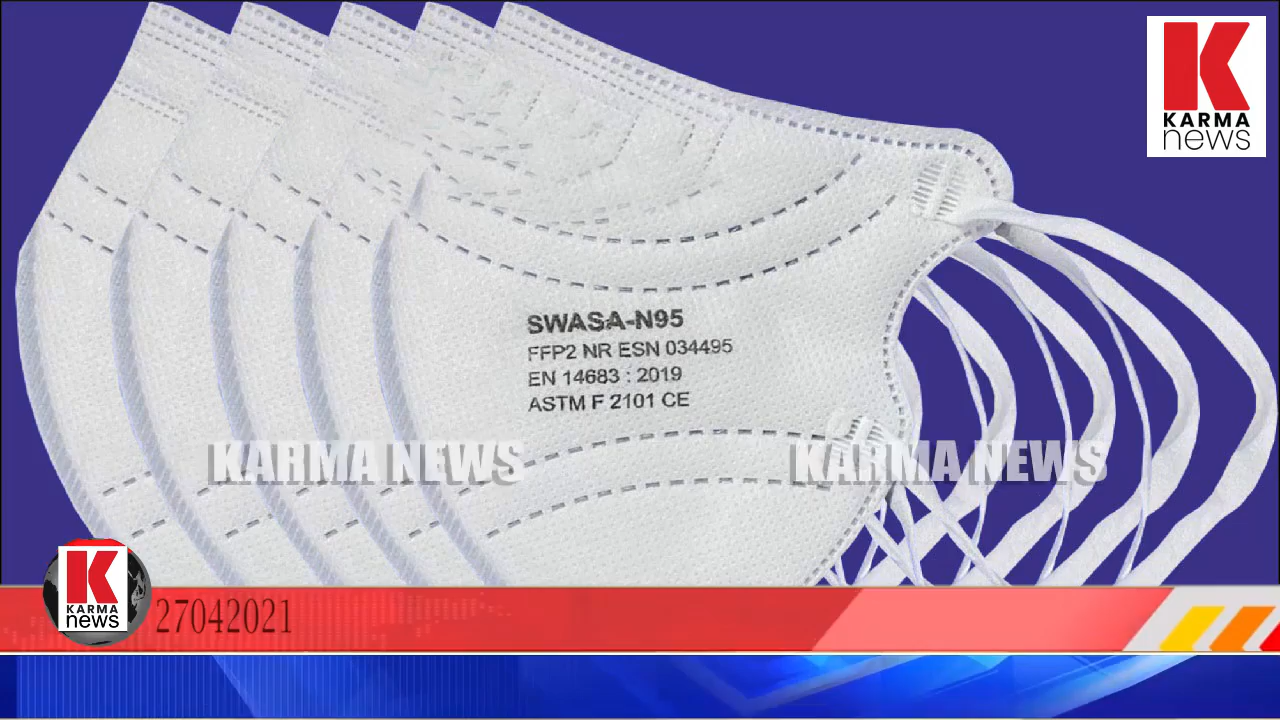 KARMA
news
SWASA-N95
FFP2 NR ESN 034495
EN 14683 : 2019
ASTM F 2101 CE
KARMA NEWS
KARMA NEWS
KARMA
news
27042021